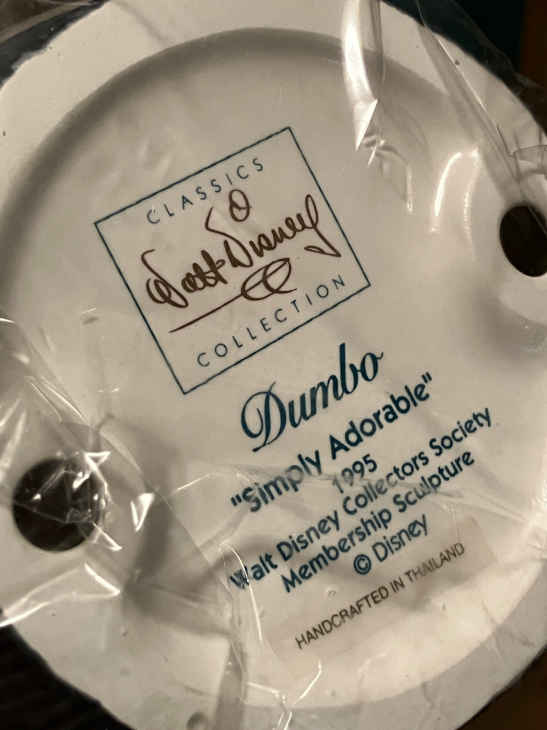 CLASSICS
Walt Disney
COLLECTION
Dumbo
"Simply Adorable"
1995
Walt Disney Collectors Society
Membership Sculpture
© Disney
HANDCRAFTED IN THAILAND